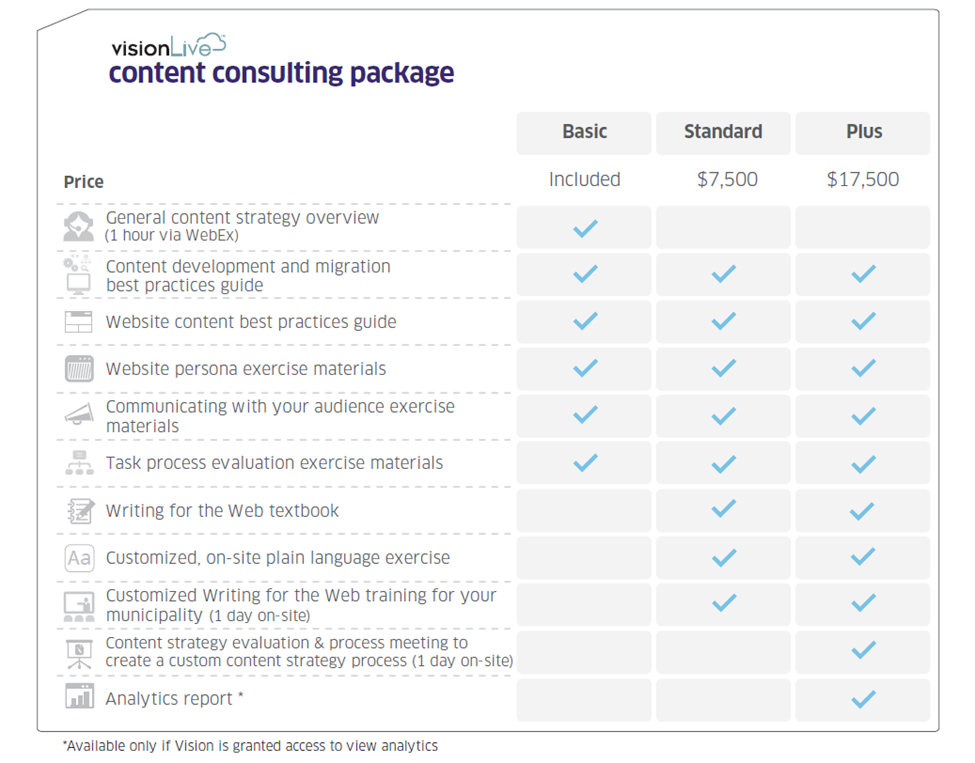 visionLive
content consulting package
Basic Standard Plus
Price Included $7,500 $17,500
General content strategy overview
(1 hour via WebEx)
Content development and migration
best practices guide
Website content best practices guide
Website persona exercise materials
Communicating with your audience exercise
materials
Task process evaluation exercise materials
Writing for the Web textbook
Aa Customized, on-site plain language exercise
Customized Writing for the Web training for your
municipality (1 day on-site)
Content strategy evaluation & process meeting to
create a custom content strategy process (1 day on-site)
Analytics report *
*Available only if Vision is granted access to view analytics